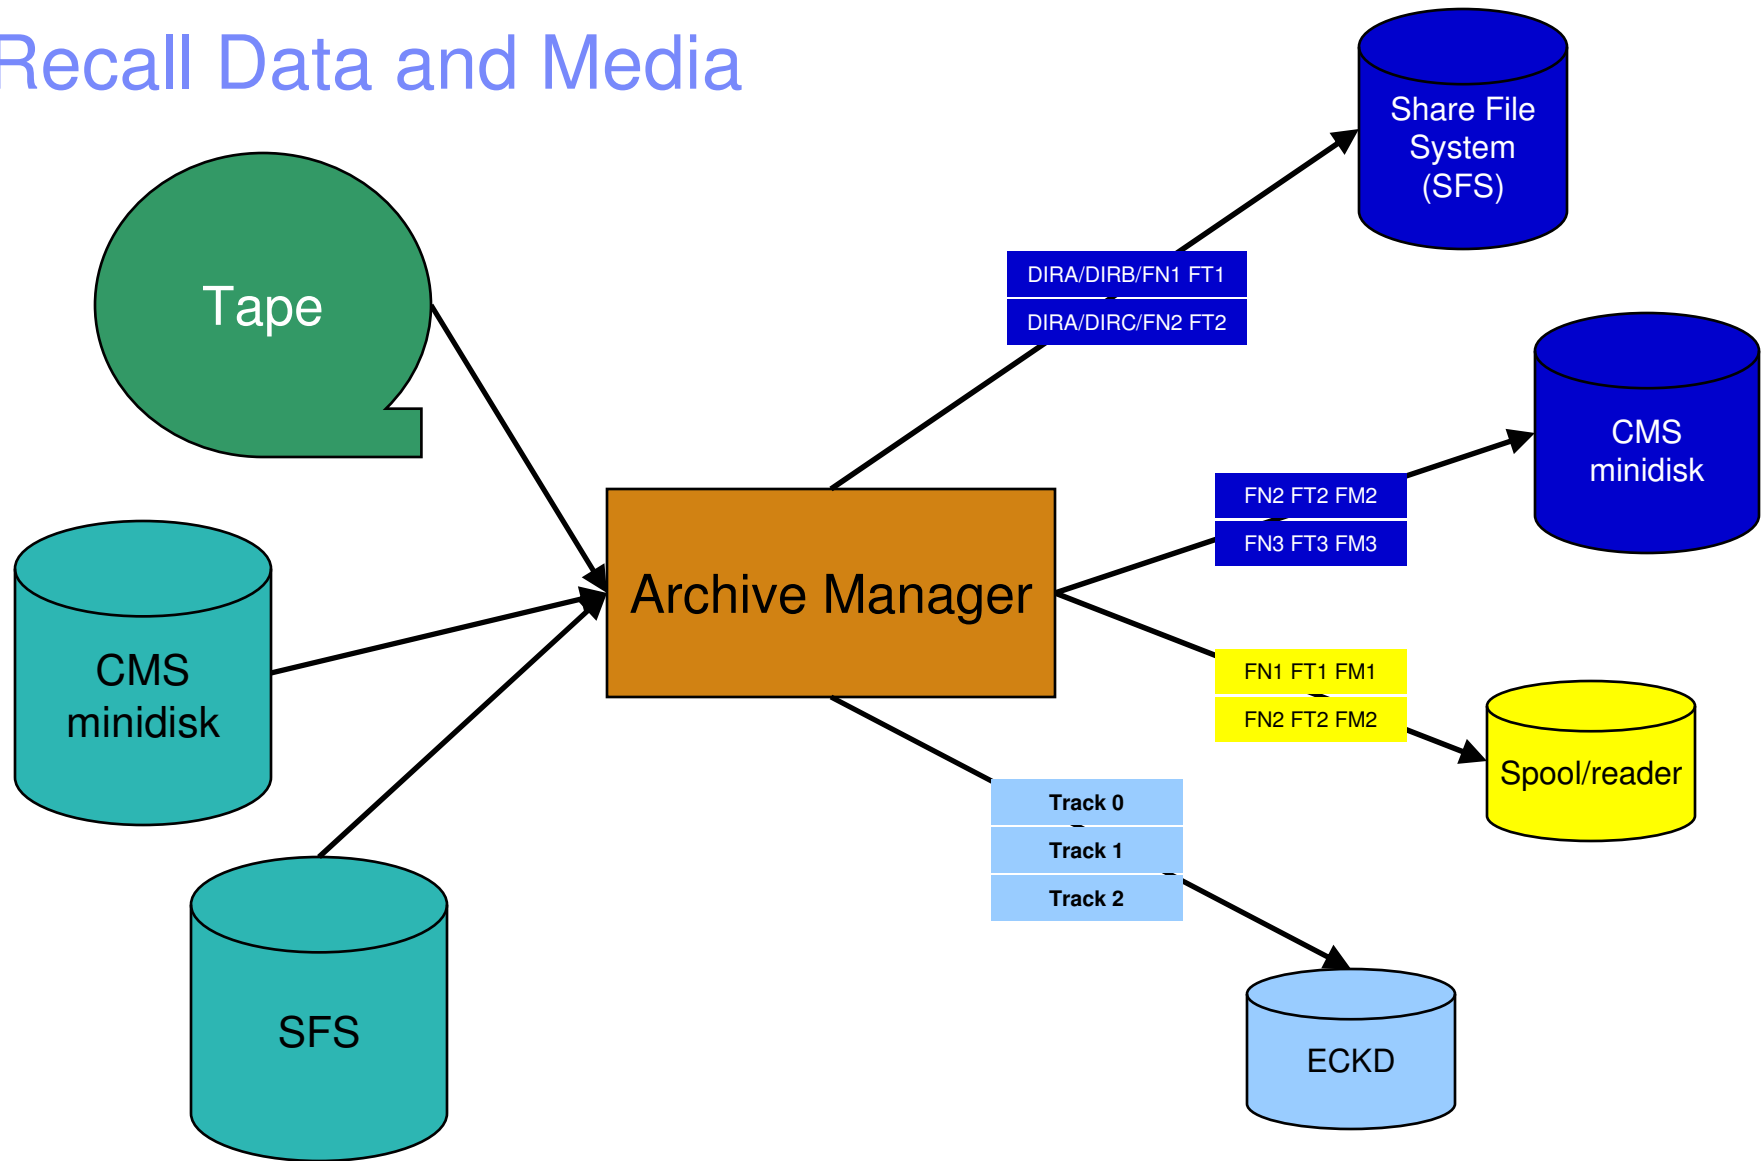 Recall Data and Media
Share File
System
(SFS)
DIRA/DIRB/FN1 FT1
DIRA/DIRC/FN2 FT2
Tape
CMS
minidisk
FN2 FT2 FM2
FN3 FT3 FM3
Archive Manager
CMS
minidisk
FN1 FT1 FM1
FN2 FT2 FM2
Spool/reader
Track 0
Track 1
Track 2
SFS
ECKD